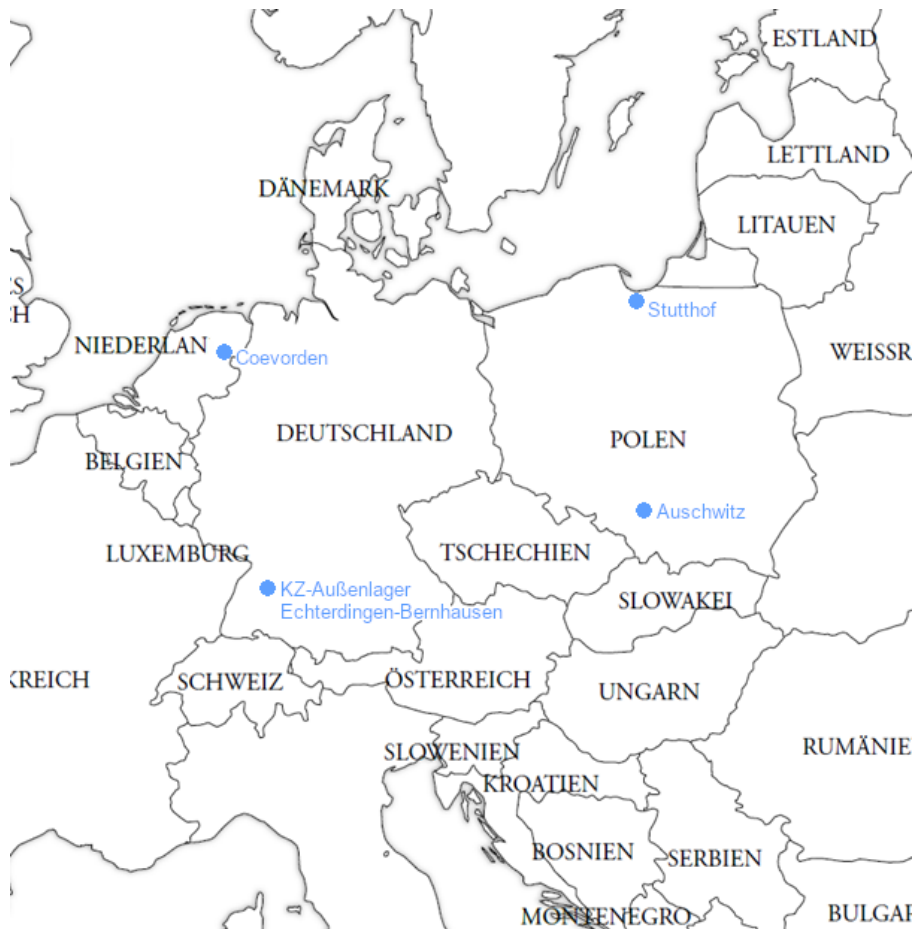 ESTLAND
LETTLAND
DÄNEMARK
LITAUEN
S
CH
Stutthof
NIEDERLAN
Coevorden
WEISSR
DEUTSCHLAND
POLEN
BELGIEN
Auschwitz
LUXEMBURG
TSCHECHIEN
KZ-Außenlager
Echterdingen-Bernhausen
SLOWAKEI
KREICH
SCHWEIZ
ÖSTERREICH
UNGARN
SLOWENIEN
RUMÄNIE
KROATIEN
BOSNIEN
SERBIEN
MONTENEGRO
BULGAR